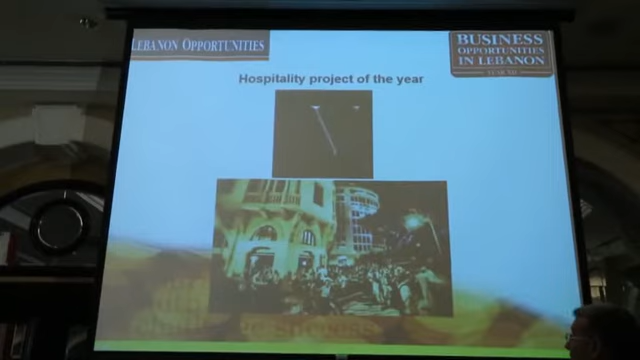 LEBANON OPPORTUNITIES
BUSINESS
OPPORTUNITIES
IN LEBANON
Hospitality project of the year